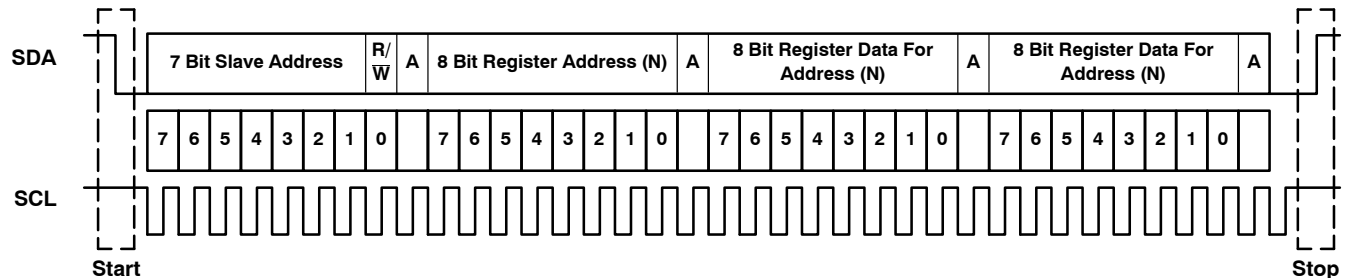 SDA
7 Bit Slave Address
R/
W
A
8 Bit Register Address (N)
A
8 Bit Register Data For
Address (N)
A
8 Bit Register Data For
Address (N)
A
7 6 5 4 3 2 1 0 7 6 5 4 3 2 1 0 7 6 5 4 3 2 1 0 7 6 5 4 3 2 1 0
SCL
Start
Stop